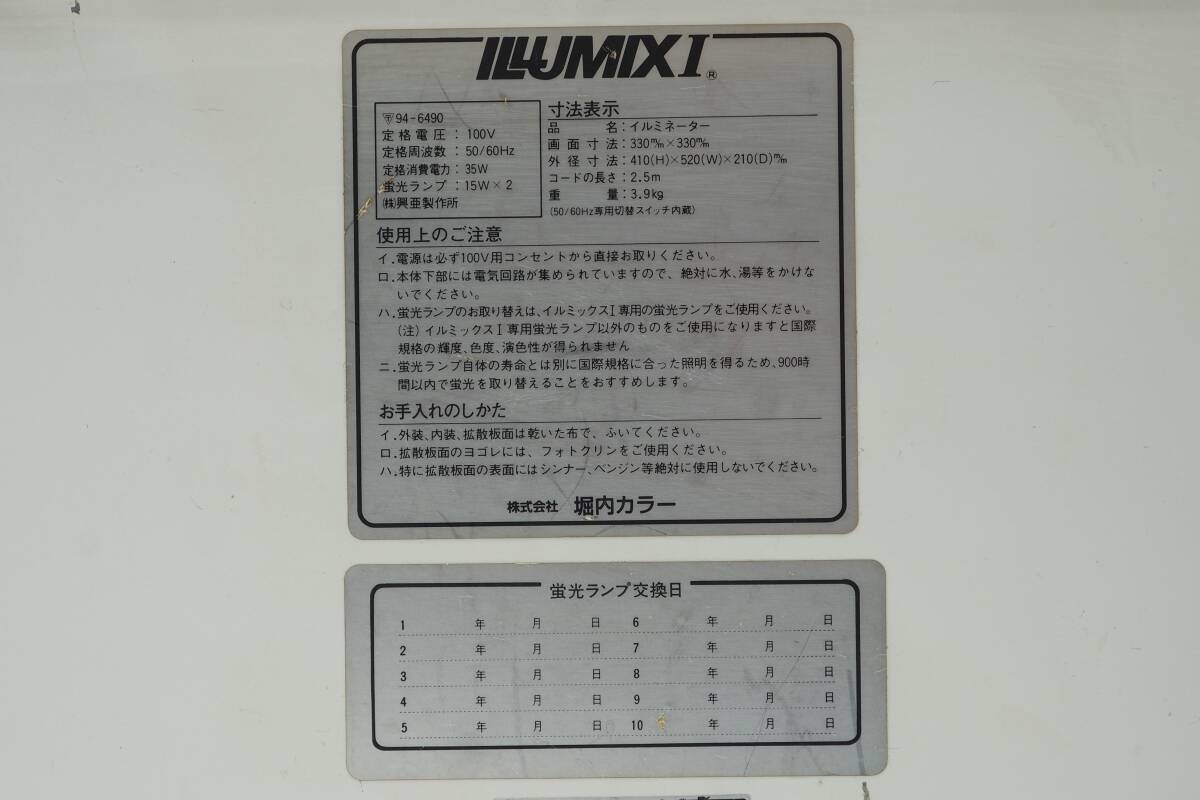 ILLUMIX I ®
〒94-6490
定格電圧：100V
定格周波数：50/60Hz
定格消費電力：35W
蛍光ランプ：15W×2
㈱興亜製作所
寸法表示
品 名：イルミネーター
画面寸法：330㎜×330㎜
外径寸法：410(H)×520(W)×210(D)㎜
コードの長さ：2.5m
重 量：3.9kg
(50/60Hz専用切替スイッチ内蔵)
使用上のご注意
イ.電源は必ず100V用コンセントから直接お取りください。
ロ.本体下部には電気回路が集められていますので、絶対に水、湯等をかけな
いでください。
ハ.蛍光ランプのお取り替えは、イルミックスI専用の蛍光ランプをご使用ください。
(注)イルミックスI専用蛍光ランプ以外のものをご使用になりますと国際
規格の輝度、色度、演色性が得られません
ニ.蛍光ランプ自体の寿命とは別に国際規格に合った照明を得るため、900時
間以内で蛍光を取り替えることをおすすめします。
お手入れのしかた
イ.外装、内装、拡散板面は乾いた布で、ふいてください。
ロ.拡散板面のヨゴレには、フォトクリンをご使用ください。
ハ.特に拡散板面の表面にはシンナー、ベンジン等絶対に使用しないでください。
株式会社 堀内カラー
蛍光ランプ交換日
1 年 月 日 6 年 月 日
2 年 月 日 7 年 月 日
3 年 月 日 8 年 月 日
4 年 月 日 9 年 月 日
5 年 月 日 10 年 月 日